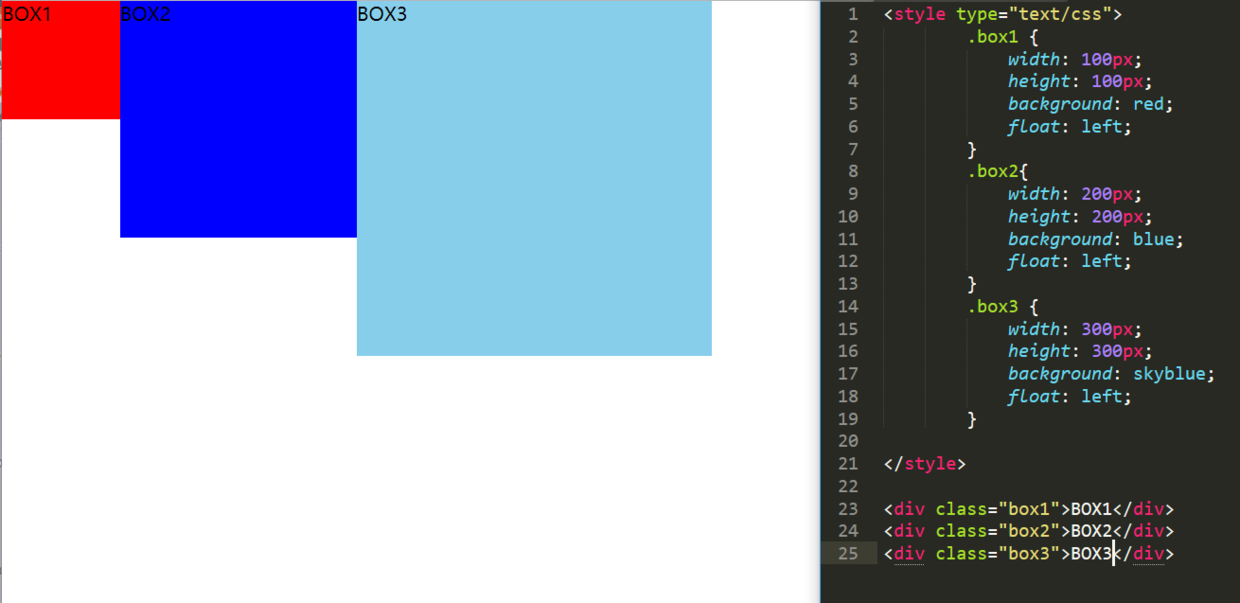 BOX1 BOX2 BOX3
1 <style type="text/css">
2 .box1 {
3 width: 100px;
4 height: 100px;
5 background: red;
6 float: left;
7 }
8 .box2{
9 width: 200px;
10 height: 200px;
11 background: blue;
12 float: left;
13 }
14 .box3 {
15 width: 300px;
16 height: 300px;
17 background: skyblue;
18 float: left;
19 }
20
21 </style>
22
23 <div class="box1">BOX1</div>
24 <div class="box2">BOX2</div>
25 <div class="box3">BOX3</div>